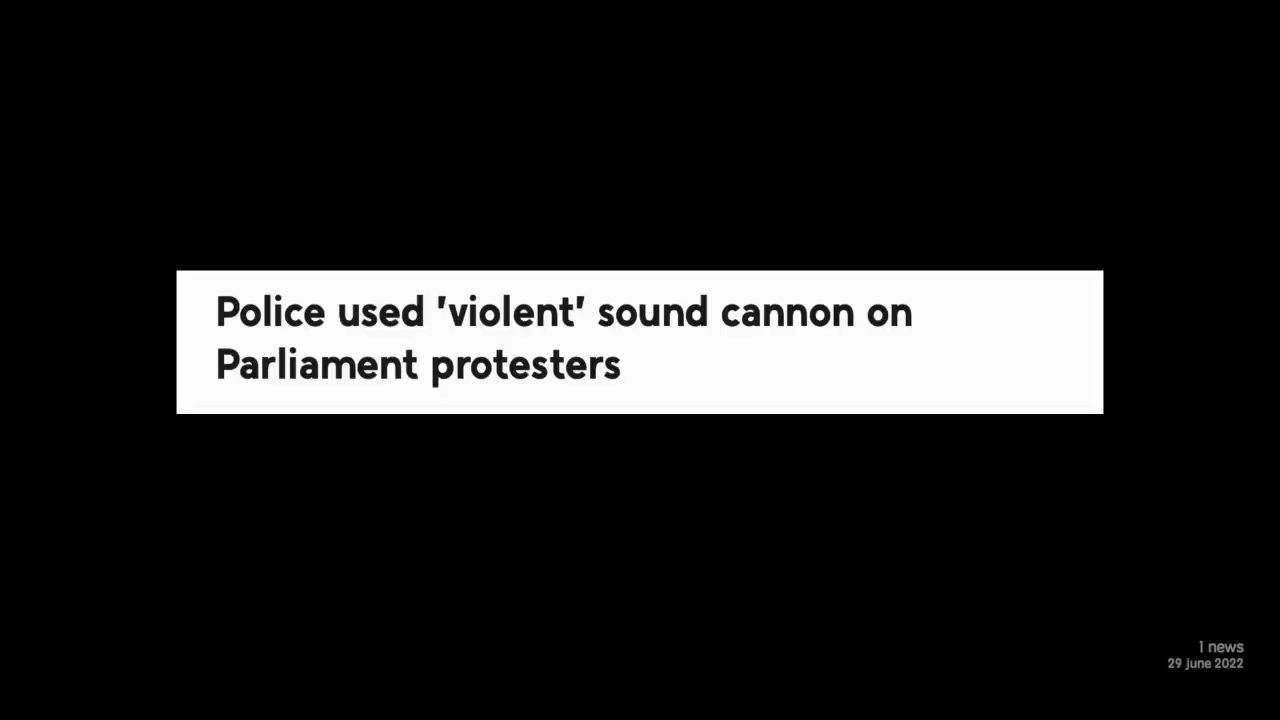 Police used 'violent' sound cannon on
Parliament protesters
1 news
29 june 2022